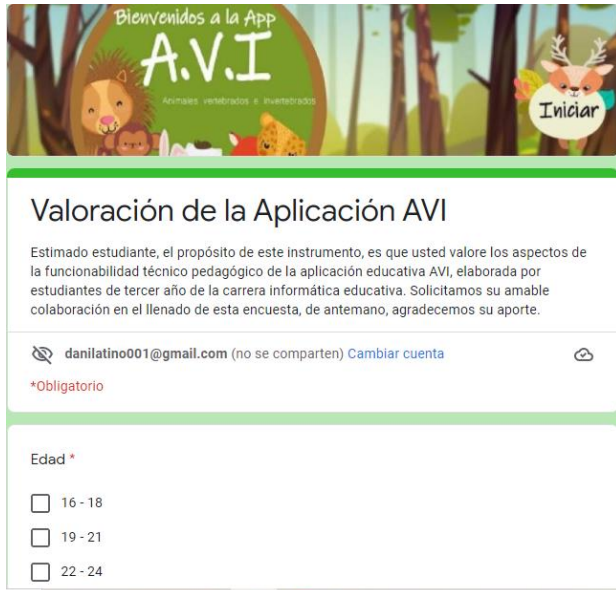 Bienvenidos a la App
A.V.I
Animales vertebrados e Invertebrados
Iniciar
Valoración de la Aplicación AVI
Estimado estudiante, el propósito de este instrumento, es que usted valore los aspectos de
la funcionabilidad técnico pedagógico de la aplicación educativa AVI, elaborada por
estudiantes de tercer año de la carrera informática educativa. Solicitamos su amable
colaboración en el llenado de esta encuesta, de antemano, agradecemos su aporte.
danilatino001@gmail.com (no se comparten) Cambiar cuenta
*Obligatorio
Edad *
16 - 18
19 - 21
22 - 24